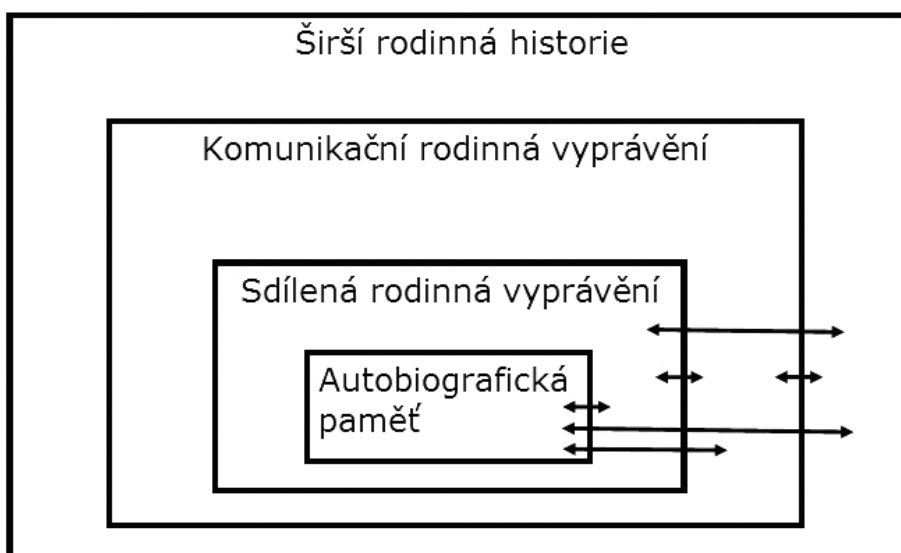 Širší rodinná historie
Komunikační rodinná vyprávění
Sdílená rodinná vyprávění
Autobiografická
paměť